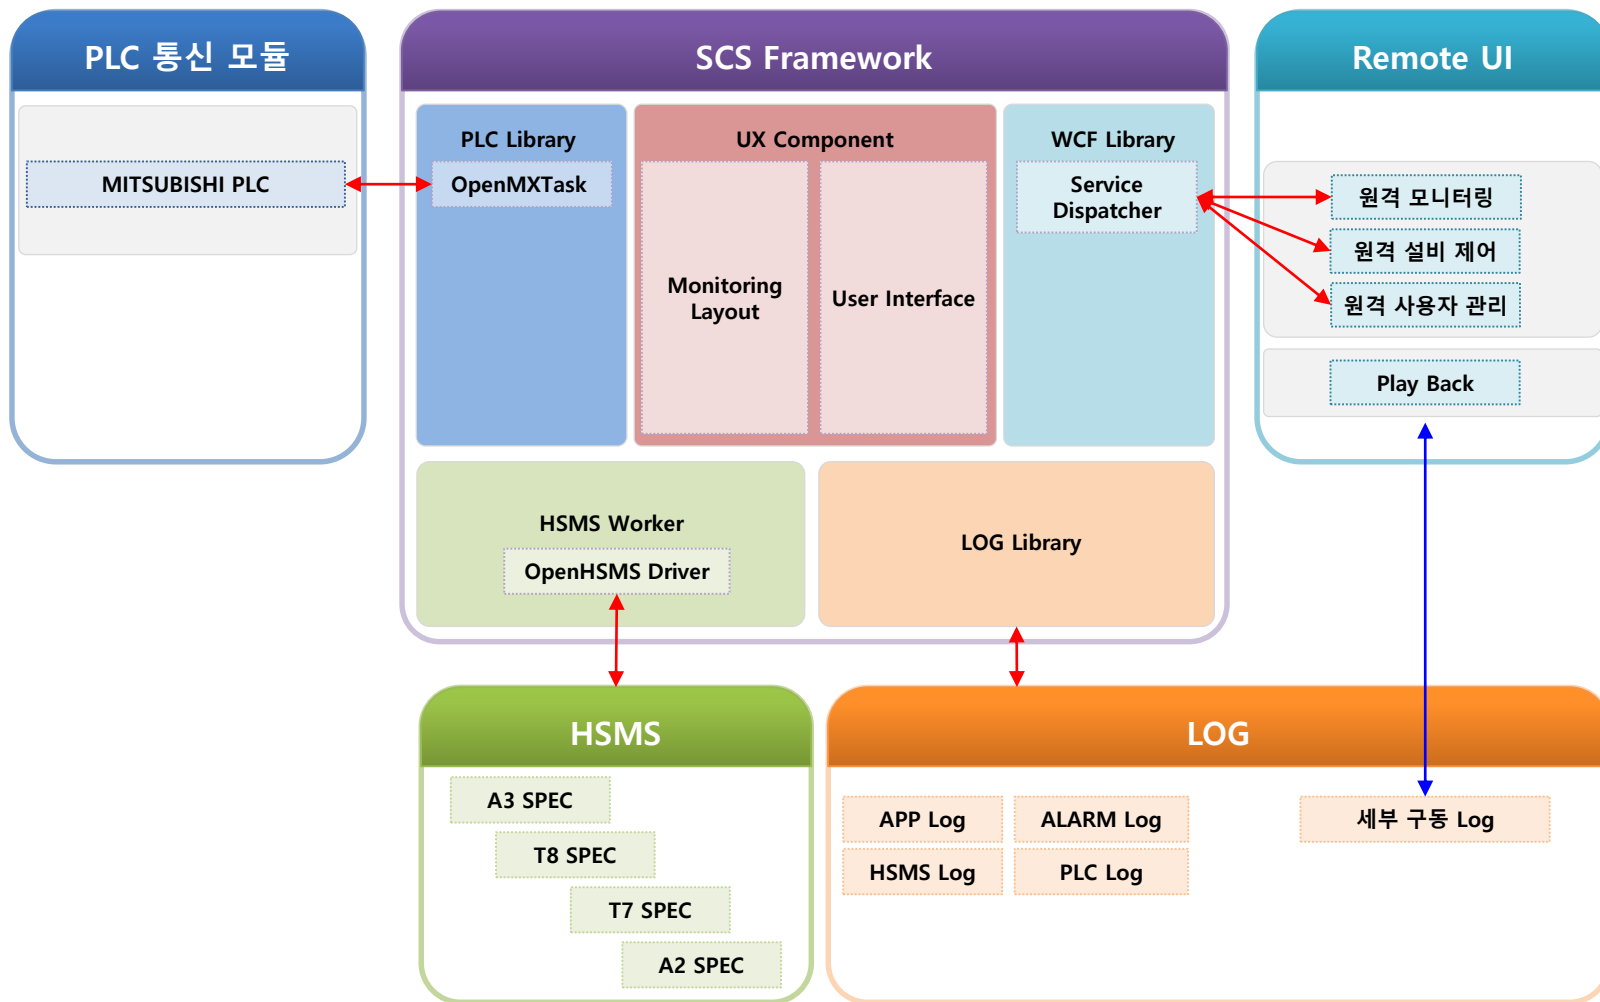 PLC 통신 모듈
MITSUBISHI PLC
SCS Framework
PLC Library
OpenMXTask
UX Component
Monitoring
Layout
User Interface
WCF Library
Service
Dispatcher
HSMS Worker
OpenHSMS Driver
LOG Library
Remote UI
원격 모니터링
원격 설비 제어
원격 사용자 관리
Play Back
HSMS
A3 SPEC
T8 SPEC
T7 SPEC
A2 SPEC
LOG
APP Log
ALARM Log
세부 구동 Log
HSMS Log
PLC Log